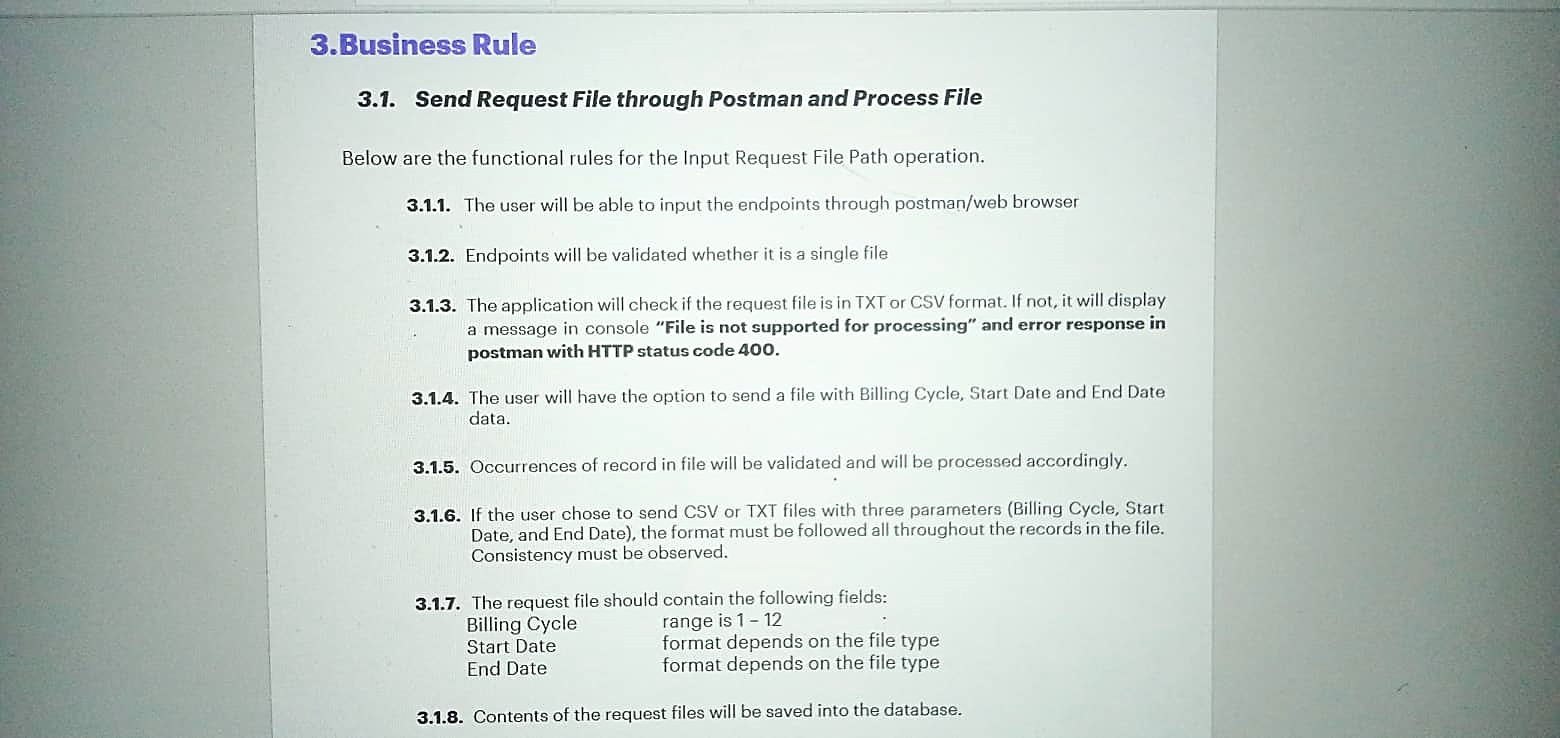 3.Business Rule
3.1. Send Request File through Postman and Process File
Below are the functional rules for the Input Request File Path operation.
3.1.1. The user will be able to input the endpoints through postman/web browser
3.1.2. Endpoints will be validated whether it is a single file
3.1.3. The application will check if the request file is in TXT or CSV format. If not, it will display
a message in console “File is not supported for processing” and error response in
postman with HTTP status code 400.
3.1.4. The user will have the option to send a file with Billing Cycle, Start Date and End Date
data.
3.1.5. Occurrences of record in file will be validated and will be processed accordingly.
3.1.6. If the user chose to send CSV or TXT files with three parameters (Billing Cycle, Start
Date, and End Date), the format must be followed all throughout the records in the file.
Consistency must be observed.
3.1.7. The request file should contain the following fields:
Billing Cycle range is 1 – 12
Start Date format depends on the file type
End Date format depends on the file type
3.1.8. Contents of the request files will be saved into the database.